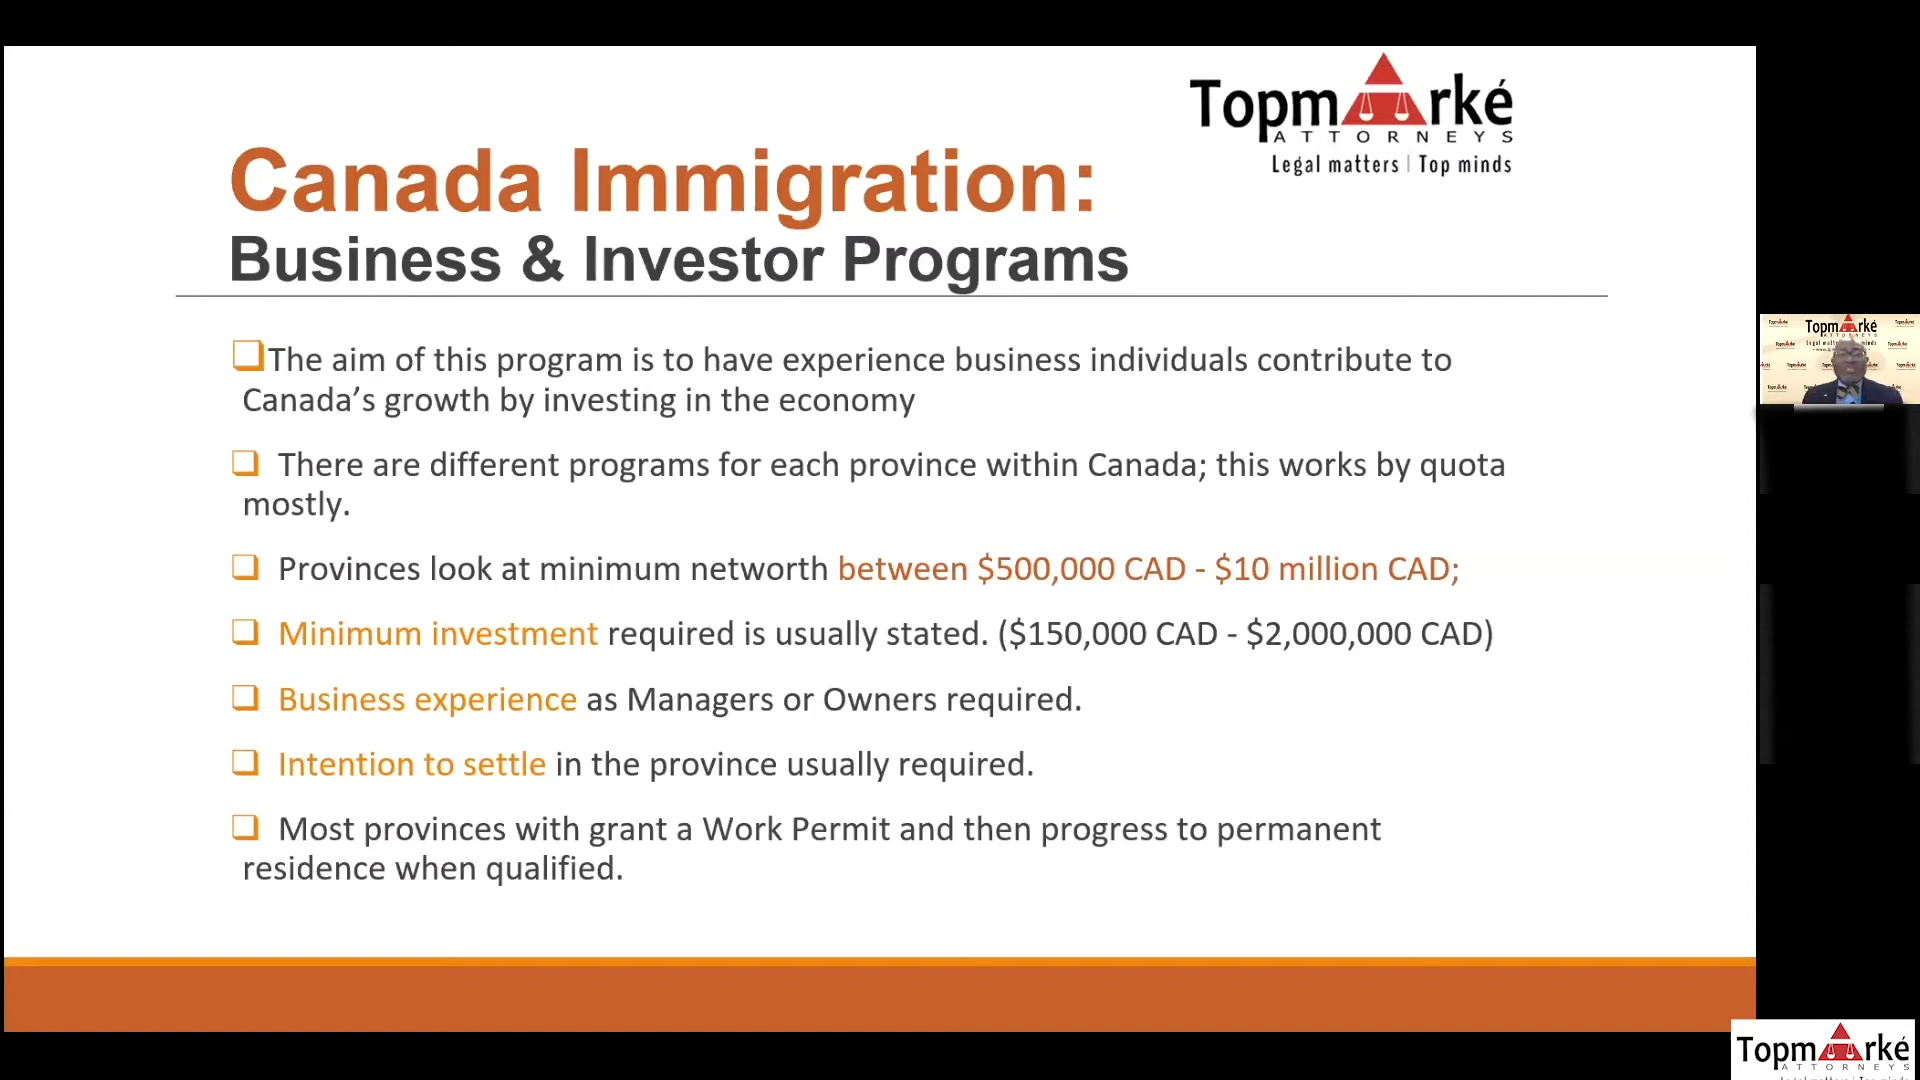 Topmarké
ATTORNEYS
Legal matters | Top minds
Canada Immigration:
Business & Investor Programs
The aim of this program is to have experience business individuals contribute to
Canada’s growth by investing in the economy
There are different programs for each province within Canada; this works by quota
mostly.
Provinces look at minimum networth between $500,000 CAD - $10 million CAD;
Minimum investment required is usually stated. ($150,000 CAD - $2,000,000 CAD)
Business experience as Managers or Owners required.
Intention to settle in the province usually required.
Most provinces with grant a Work Permit and then progress to permanent
residence when qualified.
Topmarké
Topmarké
ATTORNEYS